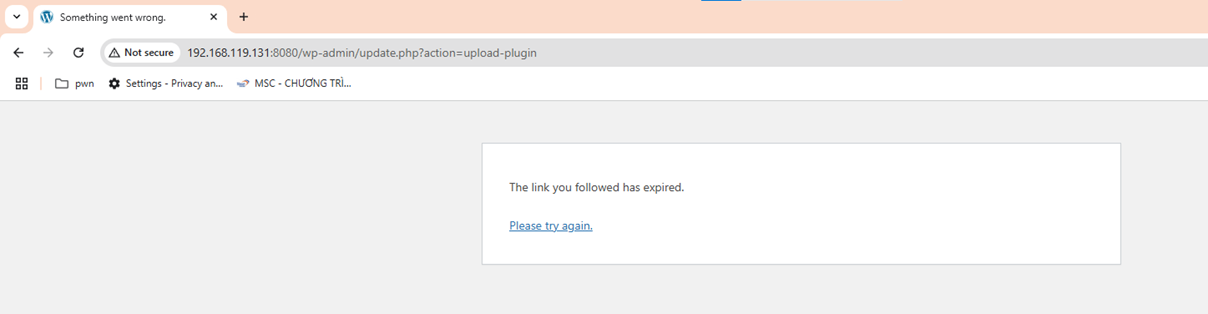 Something went wrong.
Not secure 192.168.119.131:8080/wp-admin/update.php?action=upload-plugin
pwn Settings - Privacy an... MSC - CHƯƠNG TRÌ...
The link you followed has expired.
Please try again.